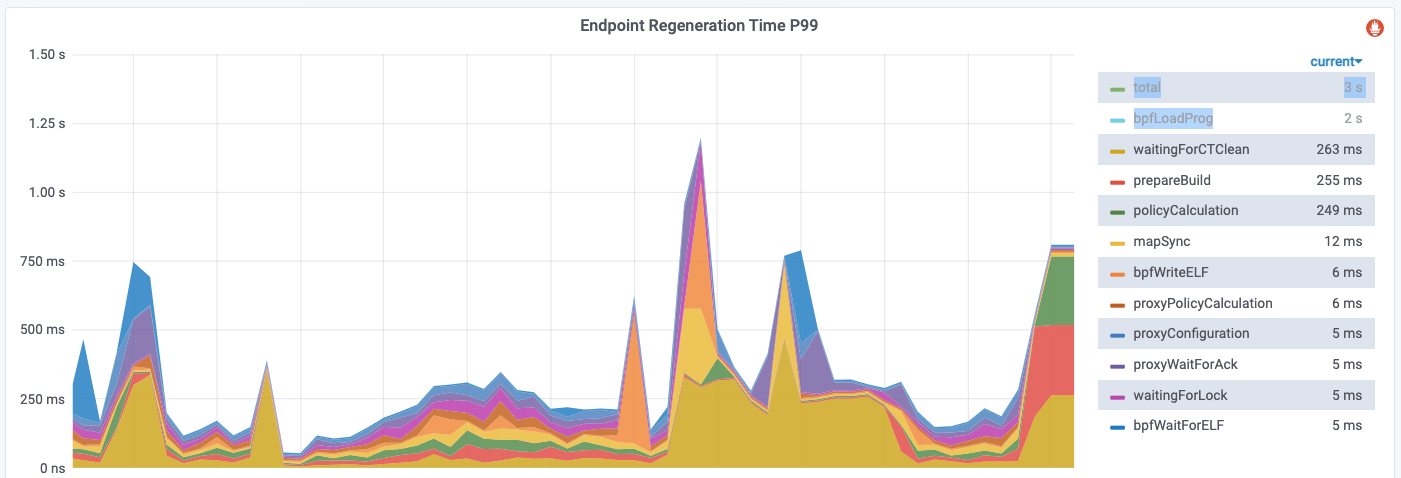 Endpoint Regeneration Time P99
1.50 s
1.25 s
1.00 s
750 ms
500 ms
250 ms
0 ns
current
total 3 s
bpfLoadProg 2 s
waitingForCTClean 263 ms
prepareBuild 255 ms
policyCalculation 249 ms
mapSync 12 ms
bpfWriteELF 6 ms
proxyPolicyCalculation 6 ms
proxyConfiguration 5 ms
proxyWaitForAck 5 ms
waitingForLock 5 ms
bpfWaitForELF 5 ms